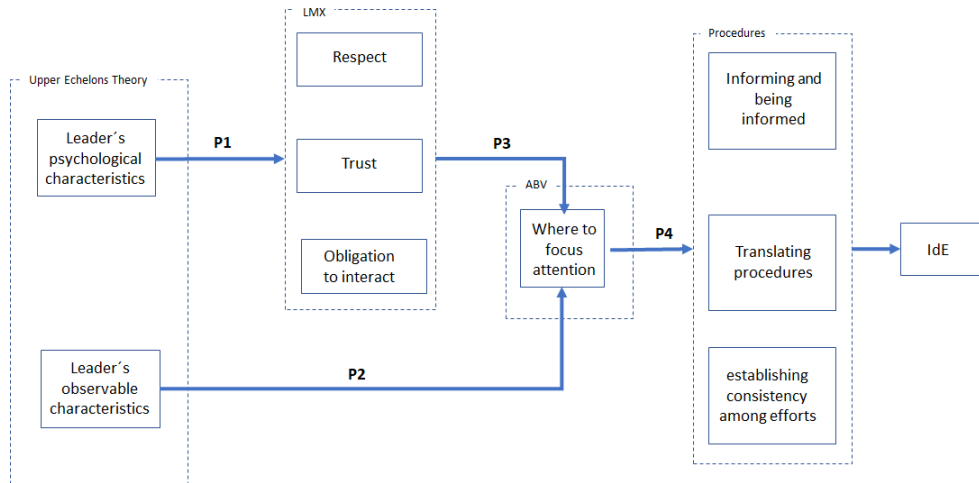 LMX
Respect
Trust
Obligation
to interact
Upper Echelons Theory
Leader´s
psychological
characteristics
Leader´s
observable
characteristics
P1
P2
P3
ABV
Where to
focus
attention
P4
Procedures
Informing and
being
informed
Translating
procedures
establishing
consistency
among efforts
IdE